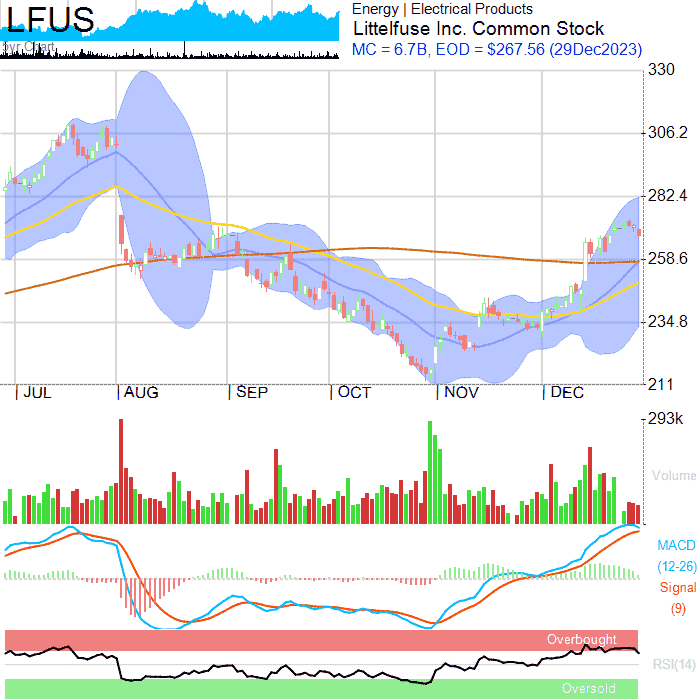 LFUS
5yr Chart
Energy | Electrical Products
Littelfuse Inc. Common Stock
MC = 6.7B, EOD = $267.56 (29Dec2023)
330
306.2
282.4
258.6
234.8
211
JUL AUG SEP OCT NOV DEC
293k
Volume
MACD
(12-26)
Signal
(9)
Overbought
RSI(14)
Oversold